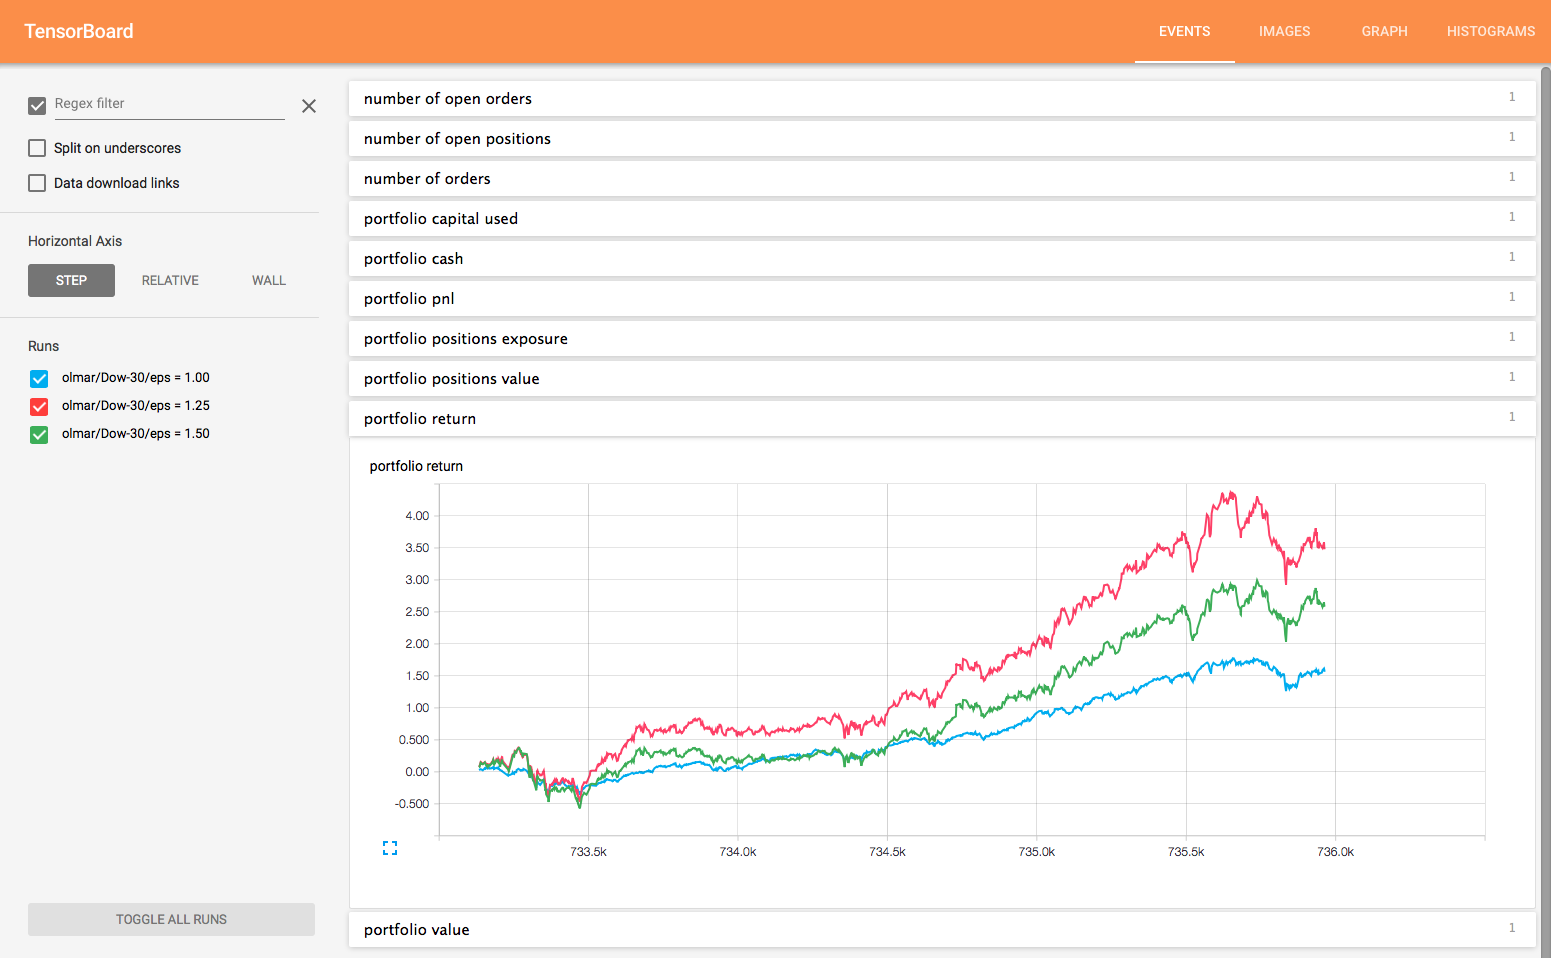 TensorBoard
EVENTS IMAGES GRAPH HISTOGRAMS
Regex filter
Split on underscores
Data download links
Horizontal Axis
STEP RELATIVE WALL
Runs
olmar/Dow-30/eps = 1.00
olmar/Dow-30/eps = 1.25
olmar/Dow-30/eps = 1.50
TOGGLE ALL RUNS
number of open orders 1
number of open positions 1
number of orders 1
portfolio capital used 1
portfolio cash 1
portfolio pnl 1
portfolio positions exposure 1
portfolio positions value 1
portfolio return 1
portfolio return
4.00
3.50
3.00
2.50
2.00
1.50
1.00
0.500
0.00
-0.500
733.5k 734.0k 734.5k 735.0k 735.5k 736.0k
portfolio value 1